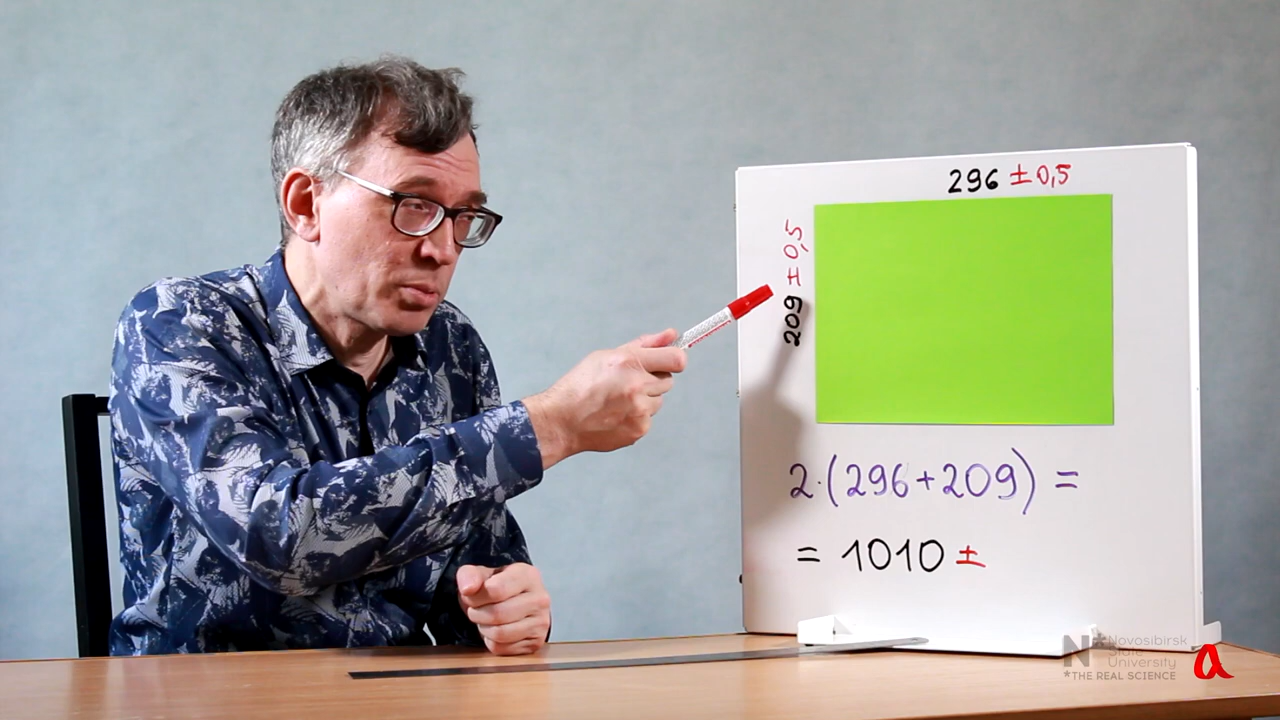 296 ± 0,5
209 ± 0,5
2·(296+209) =
= 1010 ±
N* Novosibirsk
State
University
*THE REAL SCIENCE